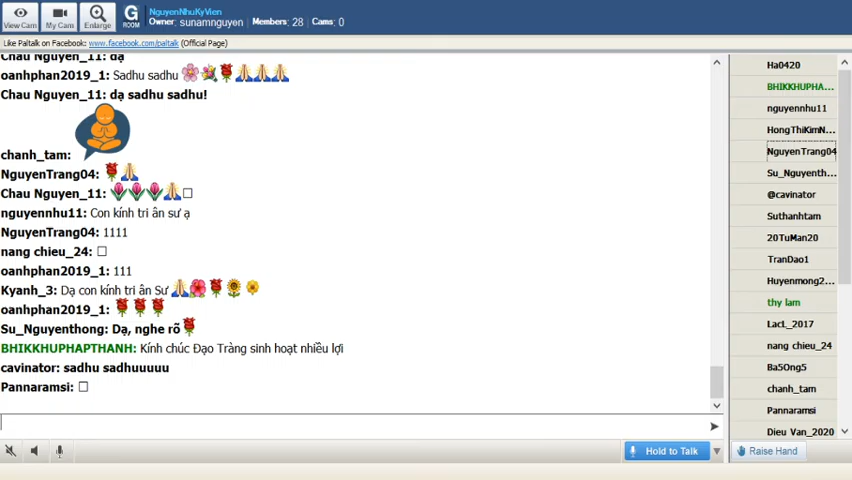 View Cam
My Cam
Enlarge
G
ROOM
NguyenNhuKyVien
Owner: sunamnguyen , Members: 28 , Cams: 0
Like Paltalk on Facebook: www.facebook.com/paltalk (Official Page)
Chau Nguyen_11: dạ
oanhphan2019_1: Sadhu sadhu
Chau Nguyen_11: dạ sadhu sadhu!
chanh_tam:
NguyenTrang04:
Chau Nguyen_11:
nguyennhu11: Con kính tri ân sư ạ
NguyenTrang04: 1111
nang chieu_24:
oanhphan2019_1: 111
Kyanh_3: Dạ con kính tri ân Sư
oanhphan2019_1:
Su_Nguyenthong: Dạ, nghe rõ
BHIKKHUPHAPTHANH: Kính chúc Đạo Tràng sinh hoạt nhiều lợi
cavinator: sadhu sadhuuuuu
Pannaramsi:
Hold to Talk
Ha0420
BHIKKHUPHA...
nguyennhu11
HongThiKimN...
NguyenTrang04
Su_Nguyenth...
@cavinator
Suthanhtam
20TuMan20
TranDao1
Huyenmong2...
thy lam
LacL_2017
nang chieu_24
Ba5Ong5
chanh_tam
Pannaramsi
Dieu Van_2020
Raise Hand